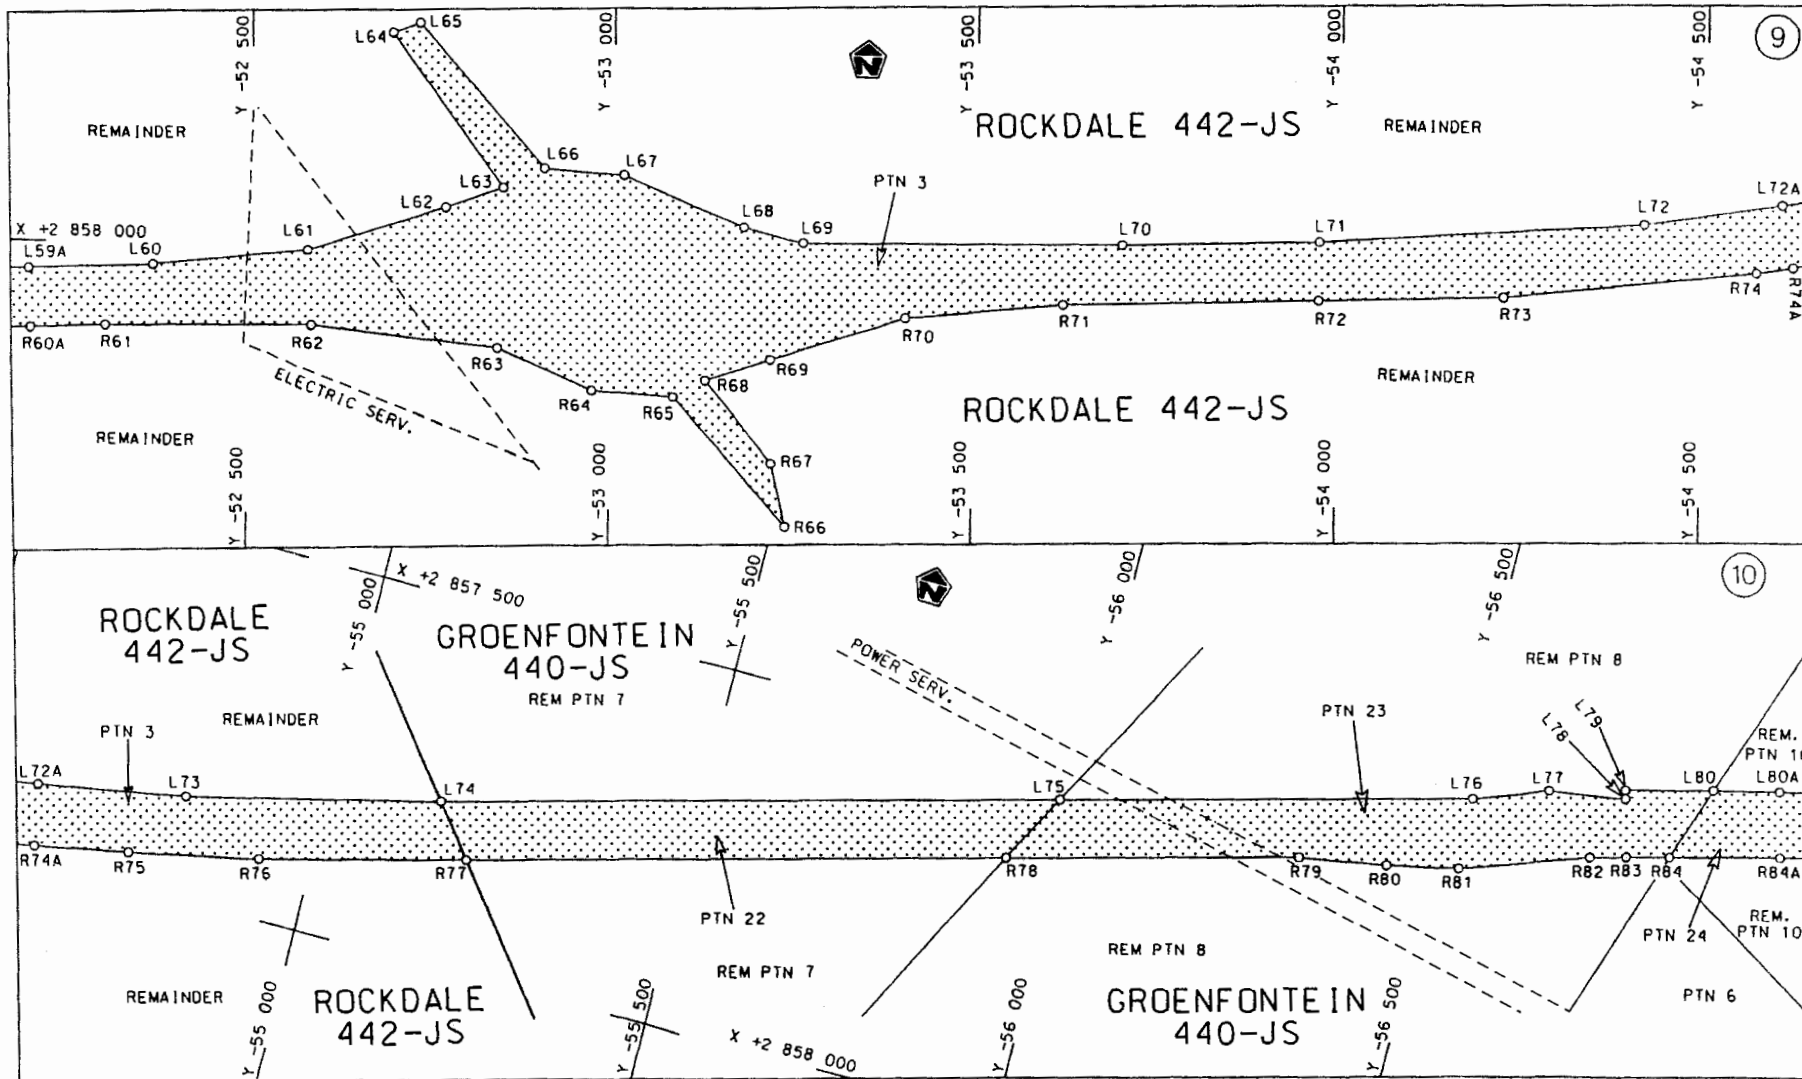 Y -52 500
Y -53 000
Y -53 500
Y -54 000
Y -54 500
9
L64
L65
N
REMAINDER
ROCKDALE 442-JS
REMAINDER
L66
L67
L63
L62
PTN 3
L72A
L72
X +2 858 000
L61
L68
L69
L70
L71
L59A
L60
R60A
R61
R62
R63
R70
R71
R72
R73
R74
R74A
ELECTRIC SERV.
R64
R65
R68
R69
REMAINDER
ROCKDALE 442-JS
REMAINDER
R67
R66
Y -52 500
Y -53 000
Y -53 500
Y -54 000
Y -54 500
10
Y -55 000
X +2 857 500
Y -55 500
N
Y -56 000
Y -56 500
ROCKDALE
442-JS
GROENFONTEIN
440-JS
REM PTN 7
POWER SERV.
REM PTN 8
PTN 3
REMAINDER
PTN 23
L78
L79
REM.
L72A
L73
L74
L75
L76
L77
L80
L80A
R74A
R75
R76
R77
R78
R79
R80
R81
R82
R83
R84
R84A
PTN 22
REM PTN 7
REM PTN 8
PTN 24
REM.
PTN 10
REMAINDER
ROCKDALE
442-JS
GROENFONTEIN
440-JS
PTN 6
Y -55 000
Y -55 500
X +2 858 000
Y -56 000
Y -56 500